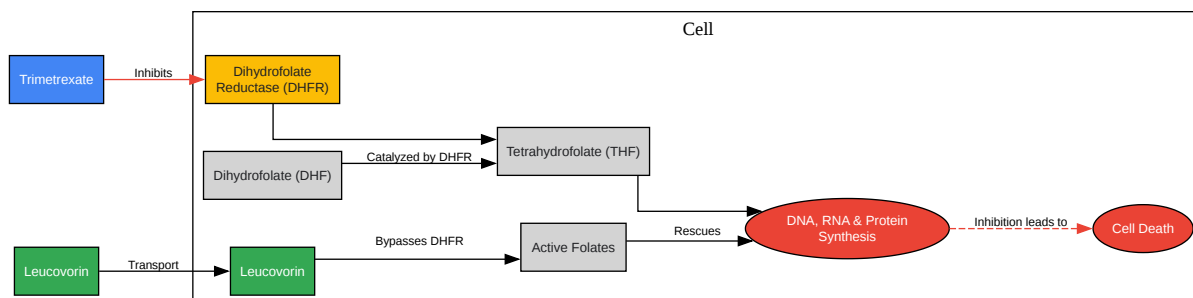 Cell
Trimetrexate
Inhibits
Dihydrofolate
Reductase (DHFR)
Tetrahydrofolate (THF)
Dihydrofolate (DHF)
Catalyzed by DHFR
DNA, RNA & Protein
Synthesis
Inhibition leads to
Cell Death
Leucovorin
Transport
Leucovorin
Bypasses DHFR
Active Folates
Rescues